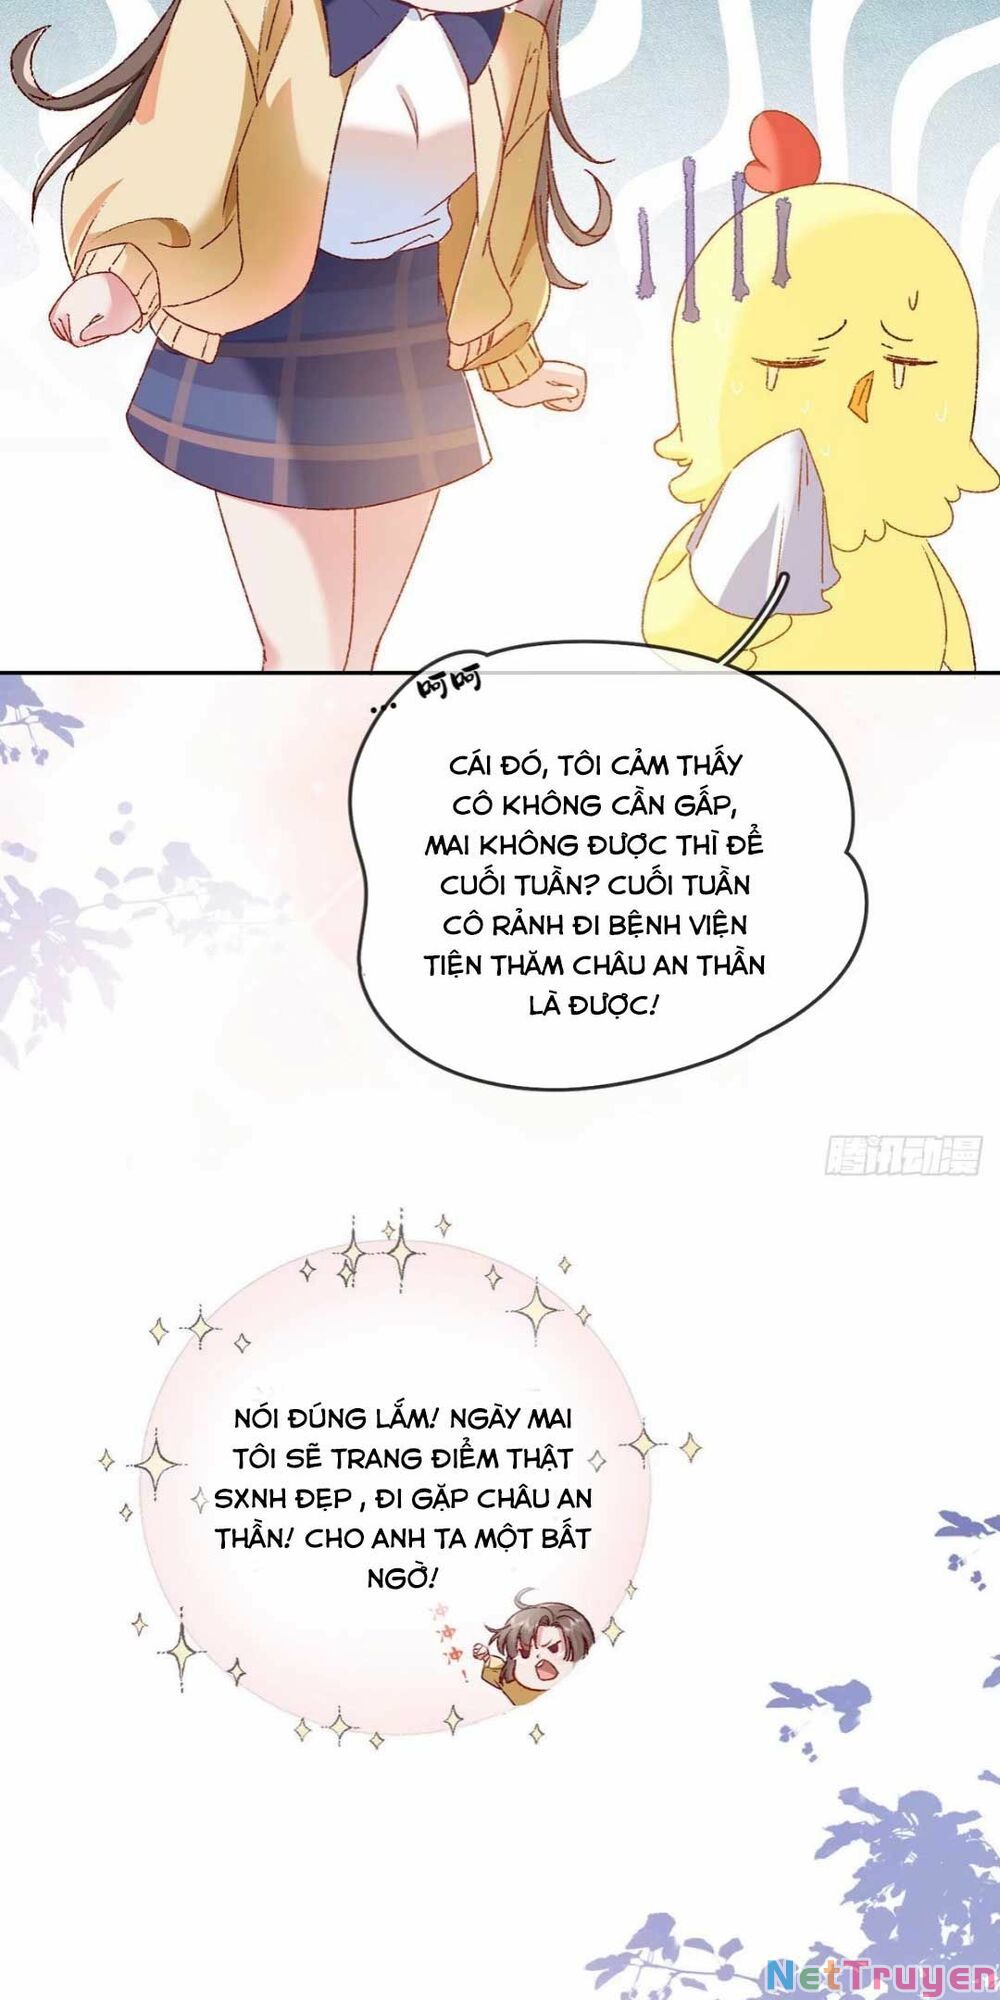 ... 呵呵
CÁI ĐÓ, TÔI CẢM THẤY
CÔ KHÔNG CẦN GẤP,
MAI KHÔNG ĐƯỢC THÌ ĐỂ
CUỐI TUẦN? CUỐI TUẦN
CÔ RẢNH ĐI BỆNH VIỆN
TIỆN THĂM CHÂU AN THẦN
LÀ ĐƯỢC!
腾讯动漫
NÓI ĐÚNG LẮM! NGÀY MAI
TÔI SẼ TRANG ĐIỂM THẬT
SXNH ĐẸP , ĐI GẶP CHÂU AN
THẦN! CHO ANH TA MỘT BẤT
NGỜ!
冲冲冲!
NetTruyen